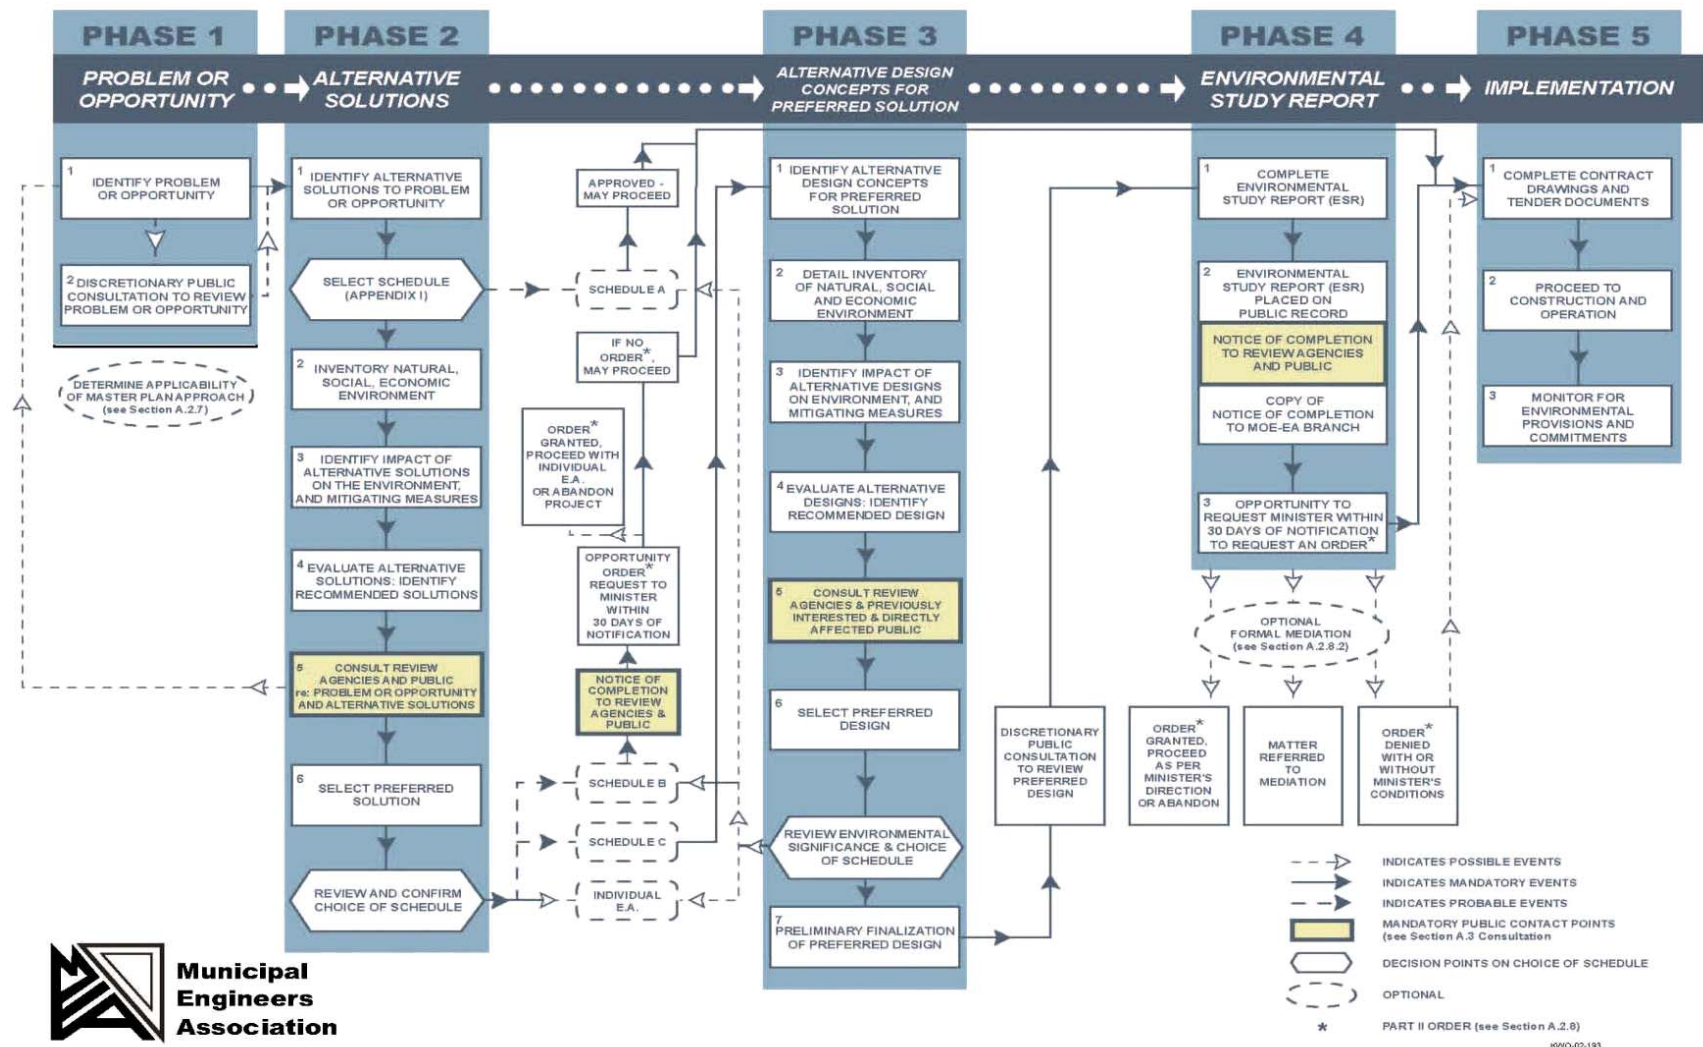 PHASE 1
PROBLEM OR
OPPORTUNITY
1
IDENTIFY PROBLEM
OR OPPORTUNITY
2
DISCRETIONARY PUBLIC
CONSULTATION TO REVIEW
PROBLEM OR OPPORTUNITY
DETERMINE APPLICABILITY
OF MASTER PLAN APPROACH
(see Section A.2.7)
PHASE 2
ALTERNATIVE
SOLUTIONS
1
IDENTIFY ALTERNATIVE
SOLUTIONS TO PROBLEM
OR OPPORTUNITY
SELECT SCHEDULE
(APPENDIX I)
2
INVENTORY NATURAL,
SOCIAL, ECONOMIC
ENVIRONMENT
3
IDENTIFY IMPACT OF
ALTERNATIVE SOLUTIONS
ON THE ENVIRONMENT,
AND MITIGATING MEASURES
4
EVALUATE ALTERNATIVE
SOLUTIONS: IDENTIFY
RECOMMENDED SOLUTIONS
5
CONSULT REVIEW
AGENCIES AND PUBLIC
re: PROBLEM OR OPPORTUNITY
AND ALTERNATIVE SOLUTIONS
6
SELECT PREFERRED
SOLUTION
REVIEW AND CONFIRM
CHOICE OF SCHEDULE
APPROVED -
MAY PROCEED
SCHEDULE A
IF NO
ORDER*,
MAY PROCEED
ORDER*
GRANTED,
PROCEED WITH
INDIVIDUAL
E.A.
OR ABANDON
PROJECT
OPPORTUNITY
ORDER*
REQUEST TO
MINISTER
WITHIN
30 DAYS OF
NOTIFICATION
NOTICE OF
COMPLETION
TO REVIEW
AGENCIES &
PUBLIC
SCHEDULE B
SCHEDULE C
INDIVIDUAL
E.A.
PHASE 3
ALTERNATIVE DESIGN
CONCEPTS FOR
PREFERRED SOLUTION
1
IDENTIFY ALTERNATIVE
DESIGN CONCEPTS
FOR PREFERRED
SOLUTION
2
DETAIL INVENTORY
OF NATURAL, SOCIAL
AND ECONOMIC
ENVIRONMENT
3
IDENTIFY IMPACT OF
ALTERNATIVE DESIGNS
ON ENVIRONMENT, AND
MITIGATING MEASURES
4
EVALUATE ALTERNATIVE
DESIGNS: IDENTIFY
RECOMMENDED DESIGN
5
CONSULT REVIEW
AGENCIES & PREVIOUSLY
INTERESTED & DIRECTLY
AFFECTED PUBLIC
6
SELECT PREFERRED
DESIGN
REVIEW ENVIRONMENTAL
SIGNIFICANCE & CHOICE
OF SCHEDULE
7
PRELIMINARY FINALIZATION
OF PREFERRED DESIGN
DISCRETIONARY
PUBLIC
CONSULTATION
TO REVIEW
PREFERRED
DESIGN
PHASE 4
ENVIRONMENTAL
STUDY REPORT
1
COMPLETE
ENVIRONMENTAL
STUDY REPORT (ESR)
2
ENVIRONMENTAL
STUDY REPORT (ESR)
PLACED ON
PUBLIC RECORD
NOTICE OF COMPLETION
TO REVIEW AGENCIES
AND PUBLIC
COPY OF
NOTICE OF COMPLETION
TO MOE-EA BRANCH
3
OPPORTUNITY TO
REQUEST MINISTER WITHIN
30 DAYS OF NOTIFICATION
TO REQUEST AN ORDER*
OPTIONAL
FORMAL MEDIATION
(see Section A.2.8.2)
ORDER*
GRANTED,
PROCEED
AS PER
MINISTER'S
DIRECTION
OR ABANDON
MATTER
REFERRED
TO
MEDIATION
ORDER*
DENIED WITH
OR
WITHOUT
MINISTER'S
CONDITIONS
PHASE 5
IMPLEMENTATION
1
COMPLETE CONTRACT
DRAWINGS AND
TENDER DOCUMENTS
2
PROCEED TO
CONSTRUCTION AND
OPERATION
3
MONITOR FOR
ENVIRONMENTAL
PROVISIONS AND
COMMITMENTS
INDICATES POSSIBLE EVENTS
INDICATES MANDATORY EVENTS
INDICATES PROBABLE EVENTS
MANDATORY PUBLIC CONTACT POINTS
(see Section A.3 Consultation
DECISION POINTS ON CHOICE OF SCHEDULE
OPTIONAL
* PART II ORDER (see Section A.2.8)
Municipal
Engineers
Association